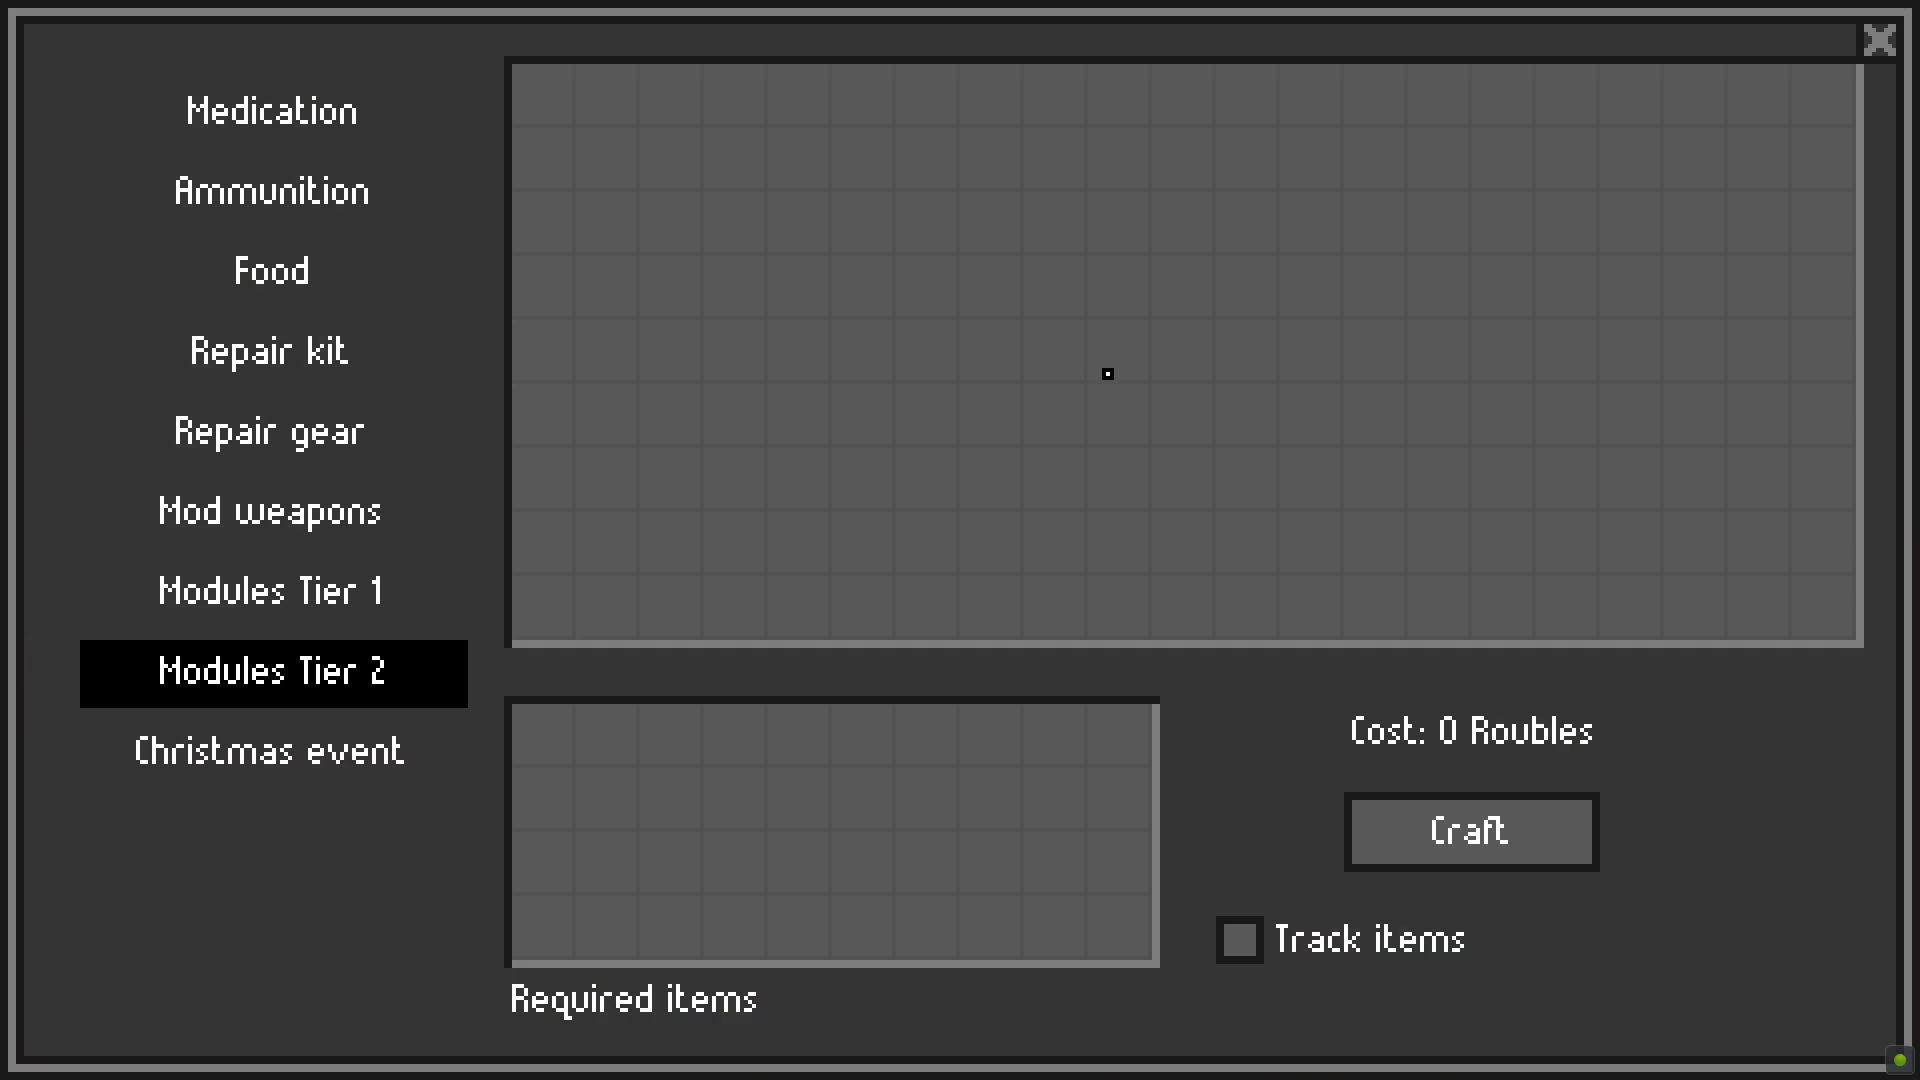 Medication
Ammunition
Food
Repair kit
Repair gear
Mod weapons
Modules Tier 1
Modules Tier 2
Christmas event
Cost: 0 Roubles
Craft
Track items
Required items